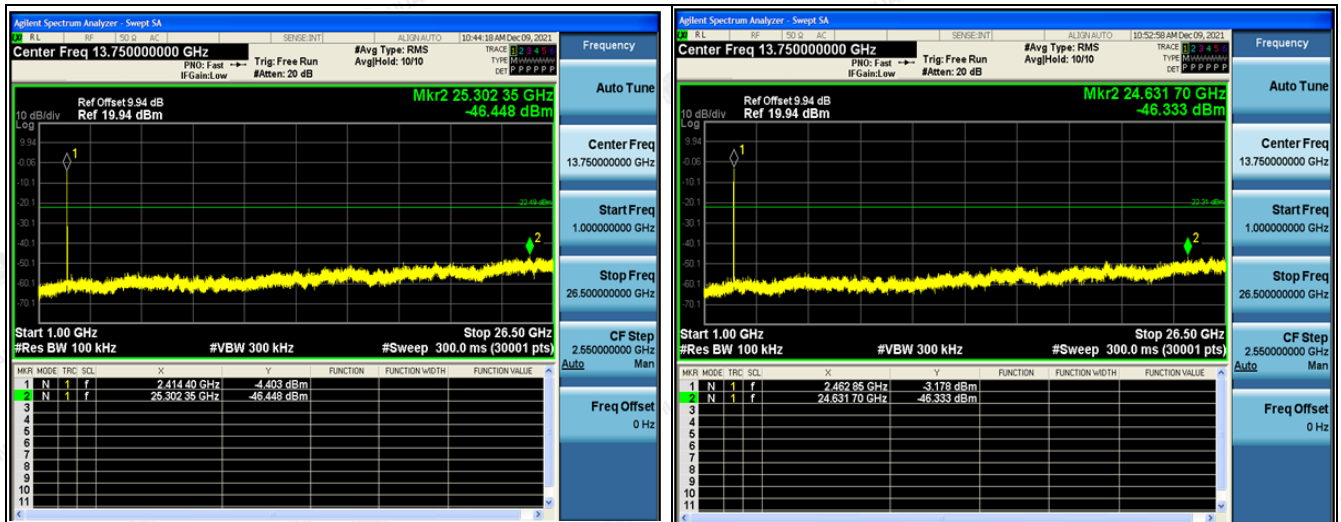 Agilent Spectrum Analyzer - Swept SA
RL RF 50 Ω AC SENSE:INT ALIGNAUTO 10:44:18 AM Dec 09, 2021
Center Freq 13.750000000 GHz
#Avg Type: RMS
TRACE 1 2 3 4 5 6
PNO: Fast
Trig: Free Run
Avg|Hold: 10/10
TYPE M
IFGain:Low
#Atten: 20 dB
DET P P P P P P
Mkr2 25.302 35 GHz
Ref Offset 9.94 dB
10 dB/div Ref 19.94 dBm
-46.448 dBm
Log
9.94
1
-0.06
-10.1
-20.1
-22.49 dBm
-30.1
-40.1
2
-50.1
-60.1
-70.1
Start 1.00 GHz
Stop 26.50 GHz
#Res BW 100 kHz
#VBW 300 kHz
#Sweep 300.0 ms (30001 pts)
MKR MODE TRC SCL X Y FUNCTION FUNCTION WIDTH FUNCTION VALUE
1 N 1 f 2.414 40 GHz -4.403 dBm
2 N 1 f 25.302 35 GHz -46.448 dBm
3
4
5
6
7
8
9
10
11
Frequency
Auto Tune
Center Freq
13.750000000 GHz
Start Freq
1.000000000 GHz
Stop Freq
26.500000000 GHz
CF Step
2.550000000 GHz
Auto Man
Freq Offset
0 Hz
Agilent Spectrum Analyzer - Swept SA
RL RF 50 Ω AC SENSE:INT ALIGNAUTO 10:52:58 AM Dec 09, 2021
Center Freq 13.750000000 GHz
#Avg Type: RMS
TRACE 1 2 3 4 5 6
PNO: Fast
Trig: Free Run
Avg|Hold: 10/10
TYPE M
IFGain:Low
#Atten: 20 dB
DET P P P P P P
Mkr2 24.631 70 GHz
Ref Offset 9.94 dB
10 dB/div Ref 19.94 dBm
-46.333 dBm
Log
9.94
1
-0.06
-10.1
-20.1
-22.31 dBm
-30.1
-40.1
2
-50.1
-60.1
-70.1
Start 1.00 GHz
Stop 26.50 GHz
#Res BW 100 kHz
#VBW 300 kHz
#Sweep 300.0 ms (30001 pts)
MKR MODE TRC SCL X Y FUNCTION FUNCTION WIDTH FUNCTION VALUE
1 N 1 f 2.462 85 GHz -3.178 dBm
2 N 1 f 24.631 70 GHz -46.333 dBm
3
4
5
6
7
8
9
10
11
Frequency
Auto Tune
Center Freq
13.750000000 GHz
Start Freq
1.000000000 GHz
Stop Freq
26.500000000 GHz
CF Step
2.550000000 GHz
Auto Man
Freq Offset
0 Hz